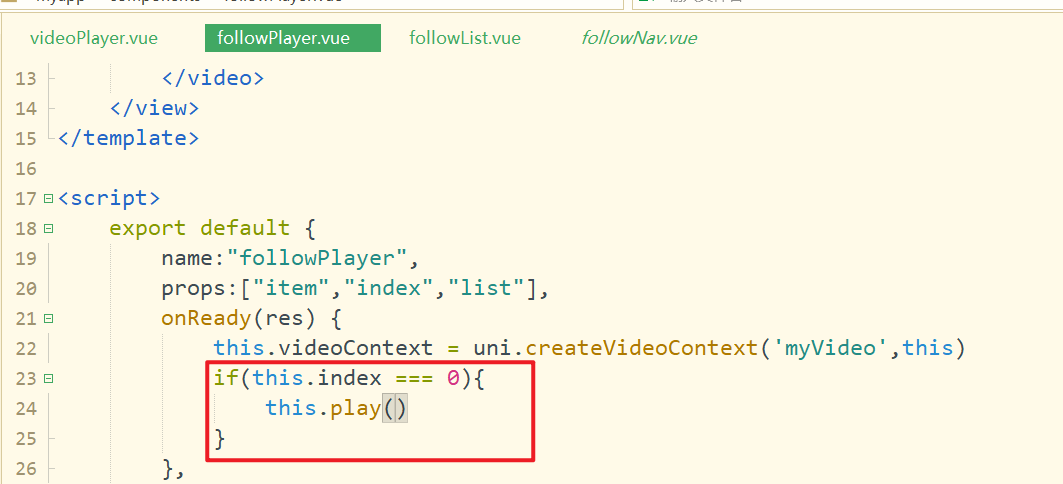 videoPlayer.vue followPlayer.vue followList.vue followNav.vue
13 </video>
14 </view>
15 </template>
16
17 <script>
18 export default {
19 name:"followPlayer",
20 props:["item","index","list"],
21 onReady(res) {
22 this.videoContext = uni.createVideoContext('myVideo',this)
23 if(this.index === 0){
24 this.play()
25 }
26 },